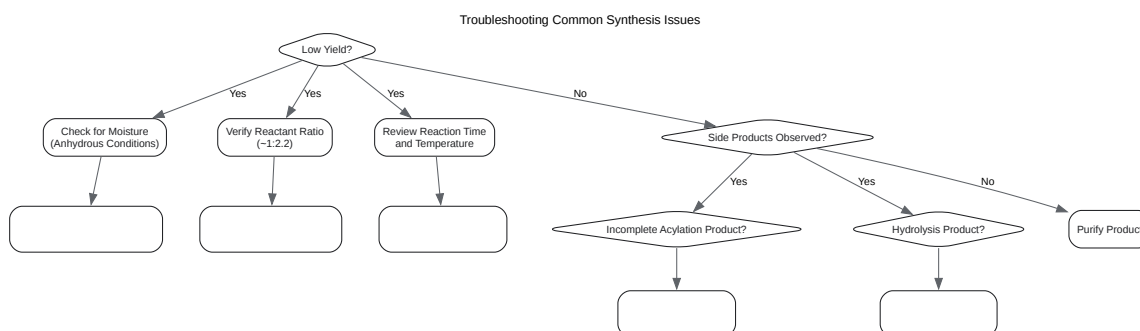 Troubleshooting Common Synthesis Issues
Low Yield?
Yes
Yes
Yes
No
Check for Moisture
(Anhydrous Conditions)
Verify Reactant Ratio
(~1:2.2)
Review Reaction Time
and Temperature
Side Products Observed?
Yes
Yes
No
Incomplete Acylation Product?
Hydrolysis Product?
Purify Product